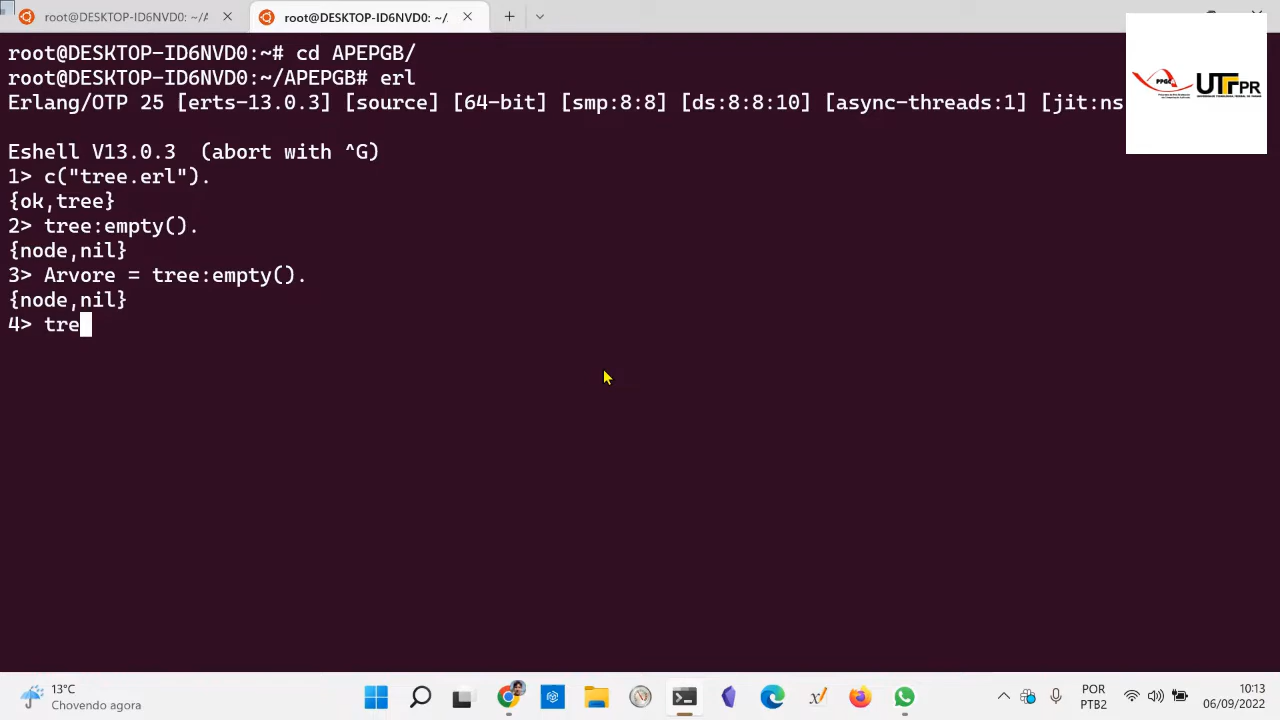 root@DESKTOP-ID6NVD0: ~/
root@DESKTOP-ID6NVD0: ~/
root@DESKTOP-ID6NVD0:~# cd APEPGB/
root@DESKTOP-ID6NVD0:~/APEPGB# erl
Erlang/OTP 25 [erts-13.0.3] [source] [64-bit] [smp:8:8] [ds:8:8:10] [async-threads:1] [jit:ns
Eshell V13.0.3  (abort with ^G)
1> c("tree.erl").
{ok,tree}
2> tree:empty().
{node,nil}
3> Arvore = tree:empty().
{node,nil}
4> tre
UTFPR
13°C
Chovendo agora
POR
PTB2
10:13
06/09/2022